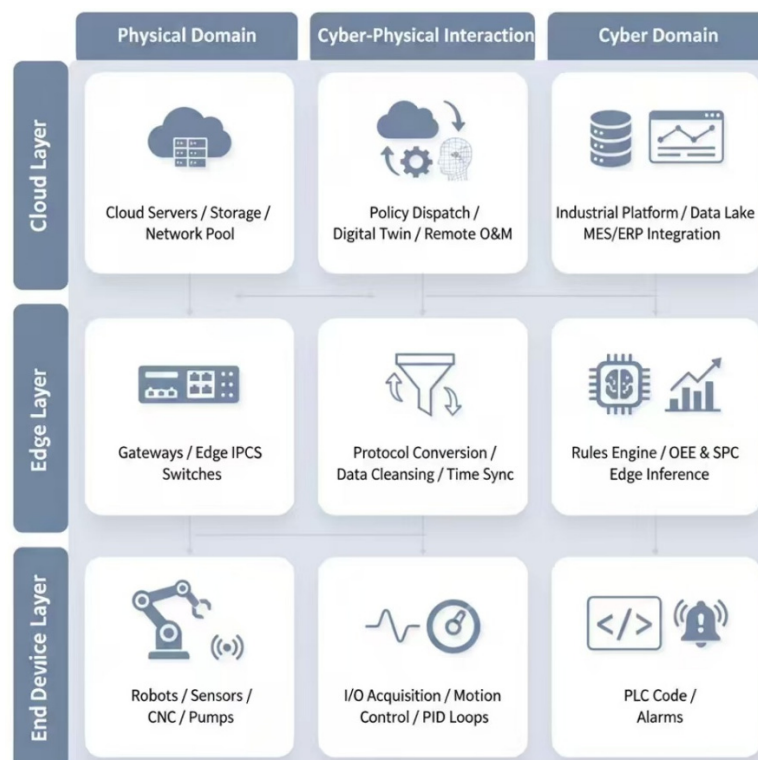 Physical Domain
Cyber-Physical Interaction
Cyber Domain
Cloud Layer
Cloud Servers / Storage /
Network Pool
Policy Dispatch /
Digital Twin / Remote O&M
Industrial Platform / Data Lake
MES/ERP Integration
Edge Layer
Gateways / Edge IPCS
Switches
Protocol Conversion /
Data Cleansing / Time Sync
Rules Engine / OEE & SPC
Edge Inference
End Device Layer
Robots / Sensors /
CNC / Pumps
I/O Acquisition / Motion
Control / PID Loops
</>
PLC Code /
Alarms